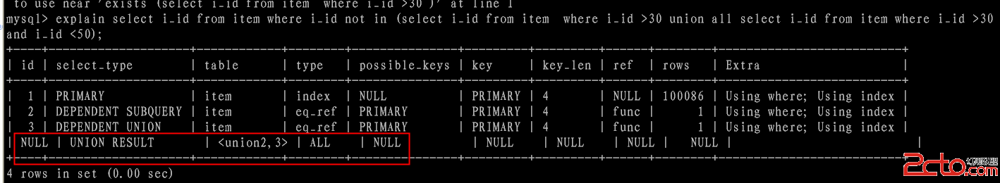 to use near 'exists (select i_id from item  where i_id >30 )' at line 1
mysql> explain select i_id from item where i_id not in (select i_id from item  where i_id >30 union all select i_id from item where i_id >30
and i_id <50);
+----+--------------------+------------+--------+---------------+---------+---------+------+--------+--------------------------+
| id | select_type        | table      | type   | possible_keys | key     | key_len | ref  | rows   | Extra                    |
+----+--------------------+------------+--------+---------------+---------+---------+------+--------+--------------------------+
|  1 | PRIMARY            | item       | index  | NULL          | PRIMARY | 4       | NULL | 100086 | Using where; Using index |
|  2 | DEPENDENT SUBQUERY | item       | eq_ref | PRIMARY       | PRIMARY | 4       | func |      1 | Using where; Using index |
|  3 | DEPENDENT UNION    | item       | eq_ref | PRIMARY       | PRIMARY | 4       | func |      1 | Using where; Using index |
| NULL | UNION RESULT       | <union2,3> | ALL    | NULL          | NULL    | NULL    | NULL |   NULL |                          |
+----+--------------------+------------+--------+---------------+---------+---------+------+--------+--------------------------+
4 rows in set (0.00 sec)
2cto.com
红黑联盟